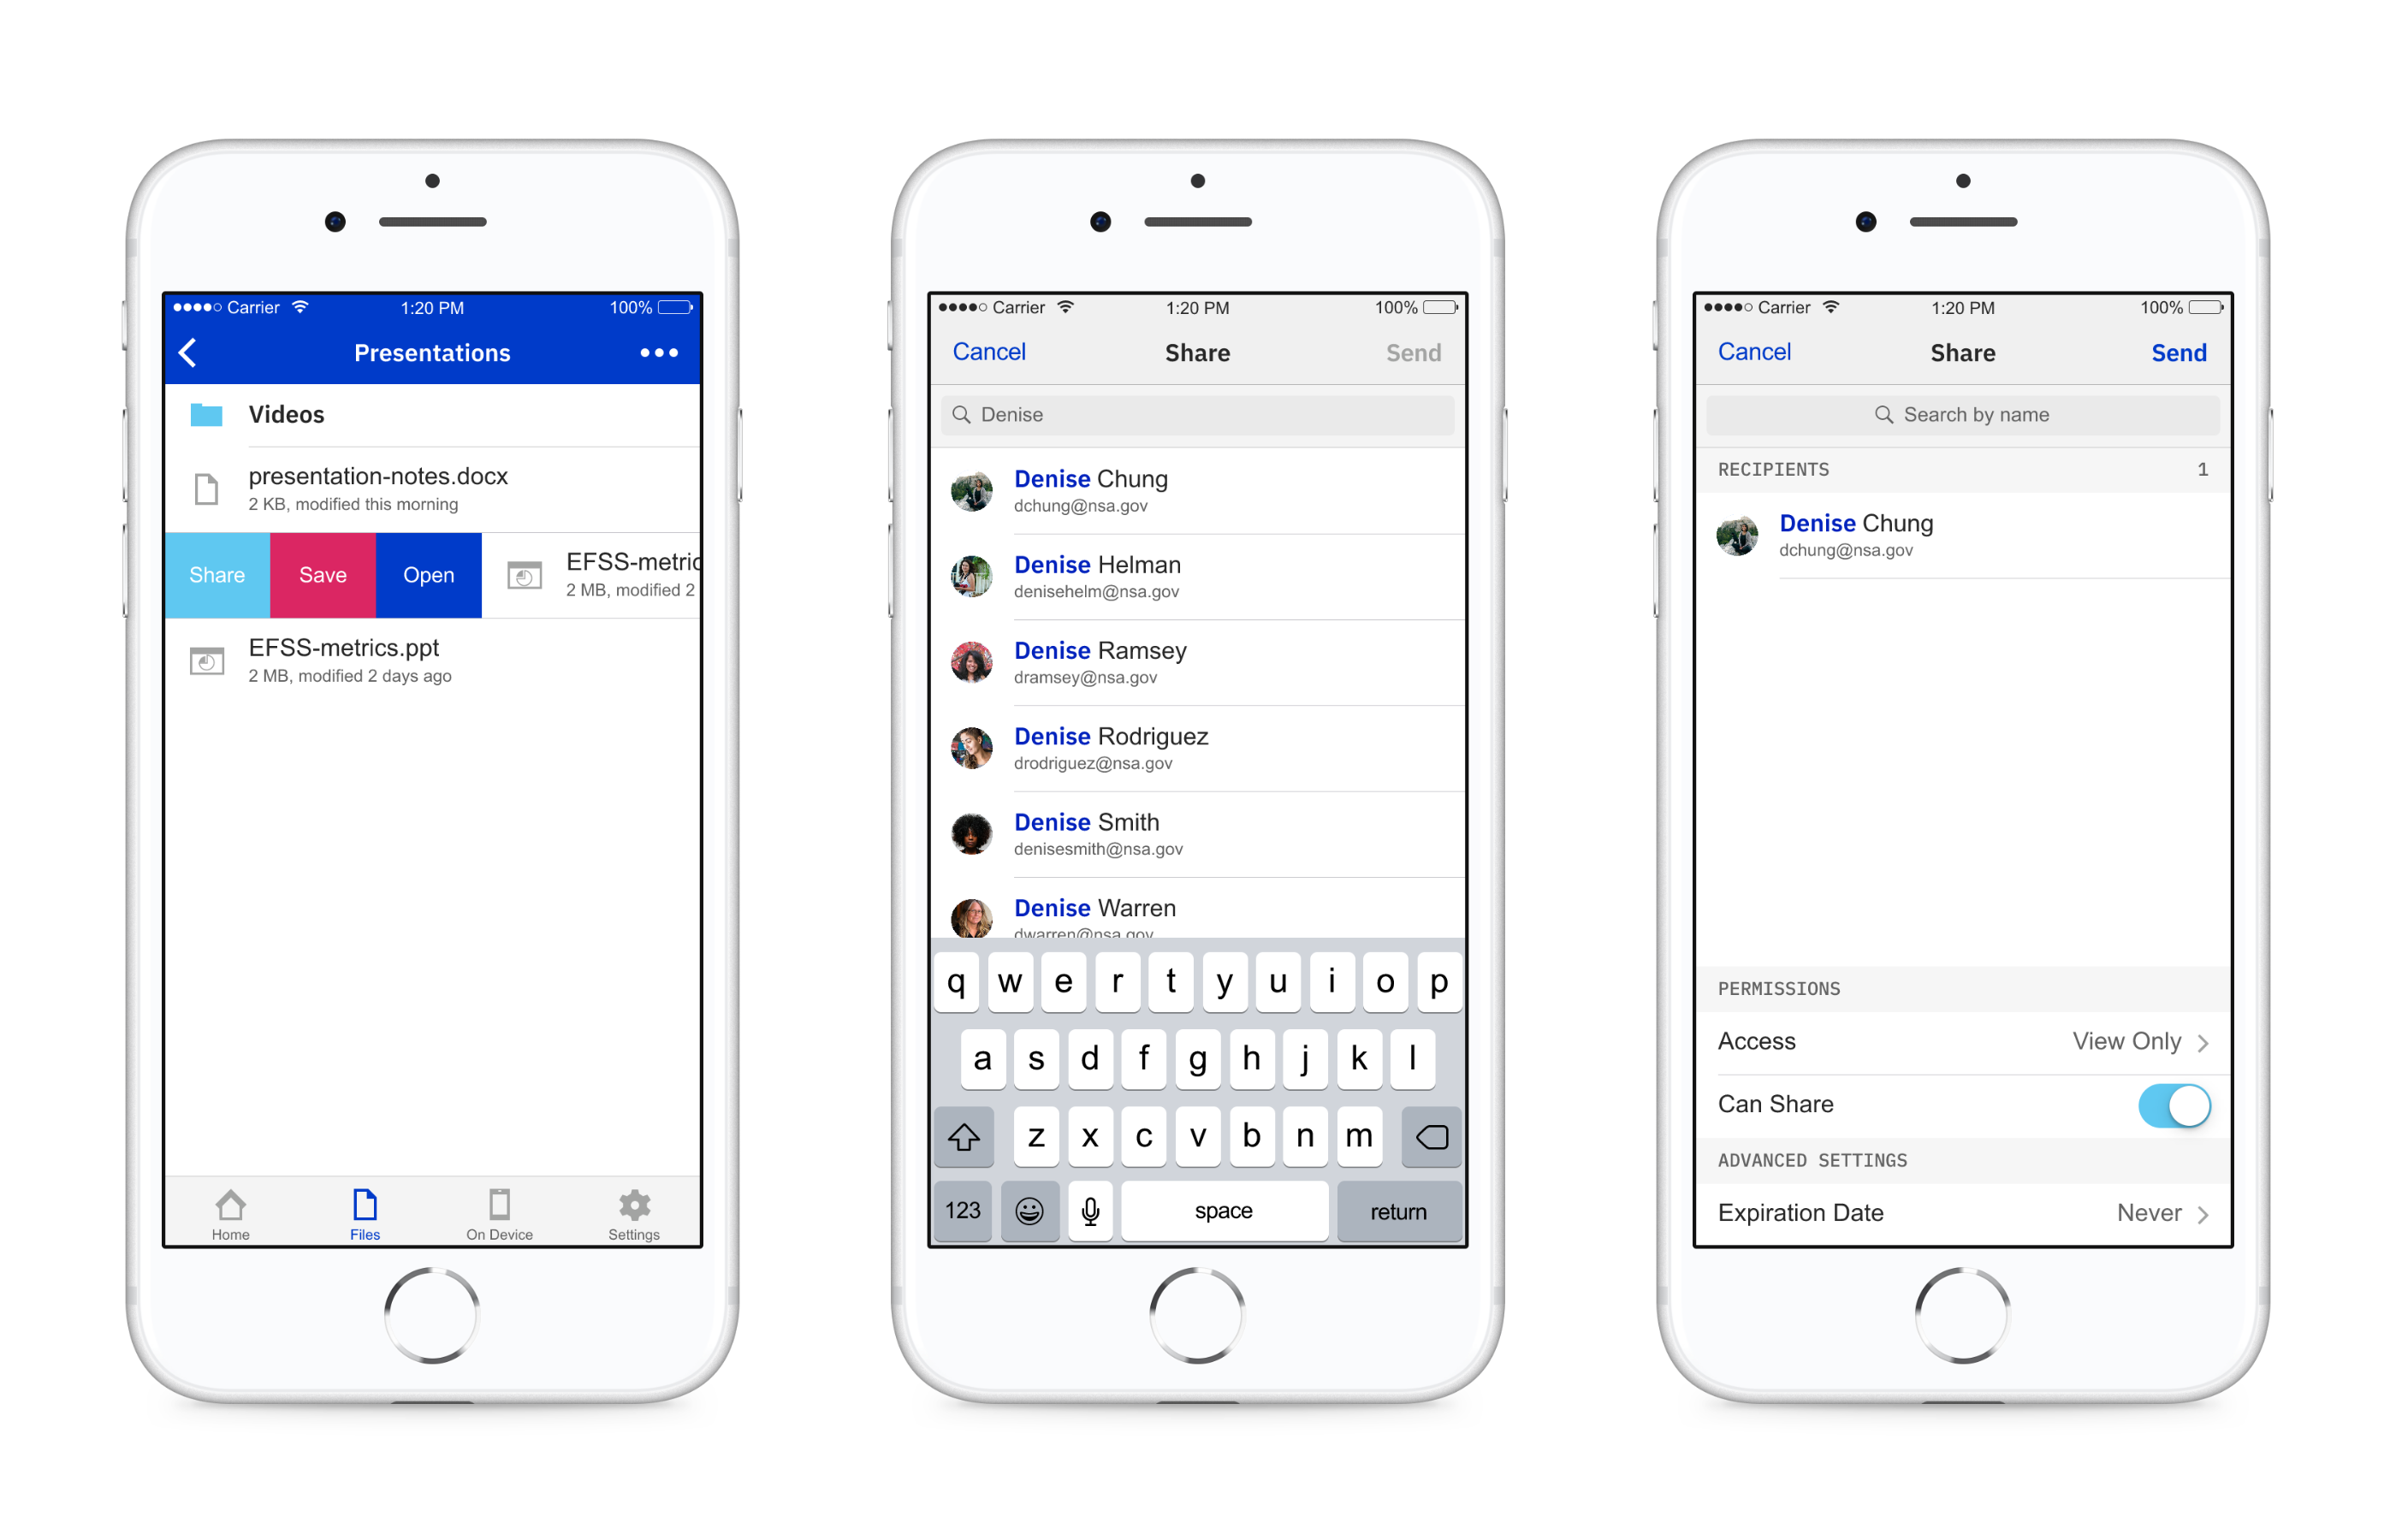 Carrier 1:20 PM 100%
Presentations
Videos
presentation-notes.docx
2 KB, modified this morning
Share Save Open EFSS-metric
2 MB, modified 2
EFSS-metrics.ppt
2 MB, modified 2 days ago
Home Files On Device Settings
Carrier 1:20 PM 100%
Cancel Share Send
Denise
Denise Chung
dchung@nsa.gov
Denise Helman
denisehelm@nsa.gov
Denise Ramsey
dramsey@nsa.gov
Denise Rodriguez
drodriguez@nsa.gov
Denise Smith
denisesmith@nsa.gov
Denise Warren
dwarren@nsa.gov
q w e r t y u i o p
a s d f g h j k l
z x c v b n m
123 space return
Carrier 1:20 PM 100%
Cancel Share Send
Search by name
RECIPIENTS 1
Denise Chung
dchung@nsa.gov
PERMISSIONS
Access View Only
Can Share
ADVANCED SETTINGS
Expiration Date Never